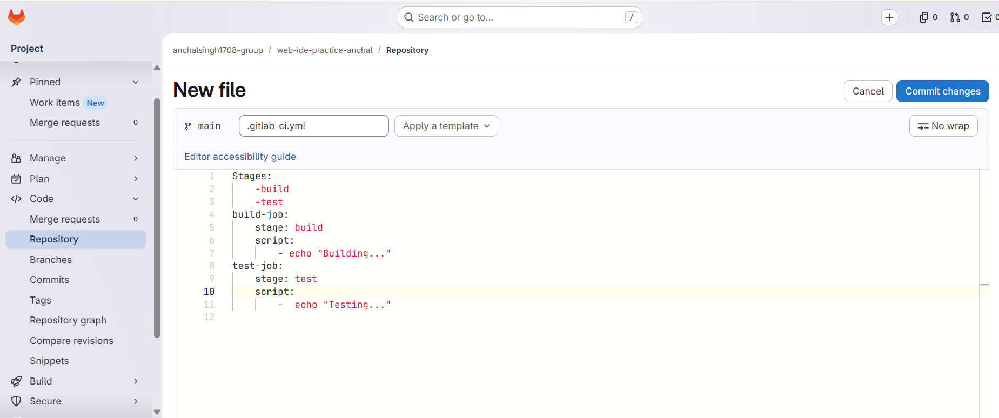 Search or go to... /
0 0 0
Project
anchalsingh1708-group / web-ide-practice-anchal / Repository
Pinned
Work items New
Merge requests 0
Manage
Plan
Code
Merge requests 0
Repository
Branches
Commits
Tags
Repository graph
Compare revisions
Snippets
Build
Secure
New file
Cancel Commit changes
main .gitlab-ci.yml Apply a template No wrap
Editor accessibility guide
1 Stages:
2 -build
3 -test
4 build-job:
5 stage: build
6 script:
7 - echo "Building..."
8 test-job:
9 stage: test
10 script:
11 -  echo "Testing..."
12